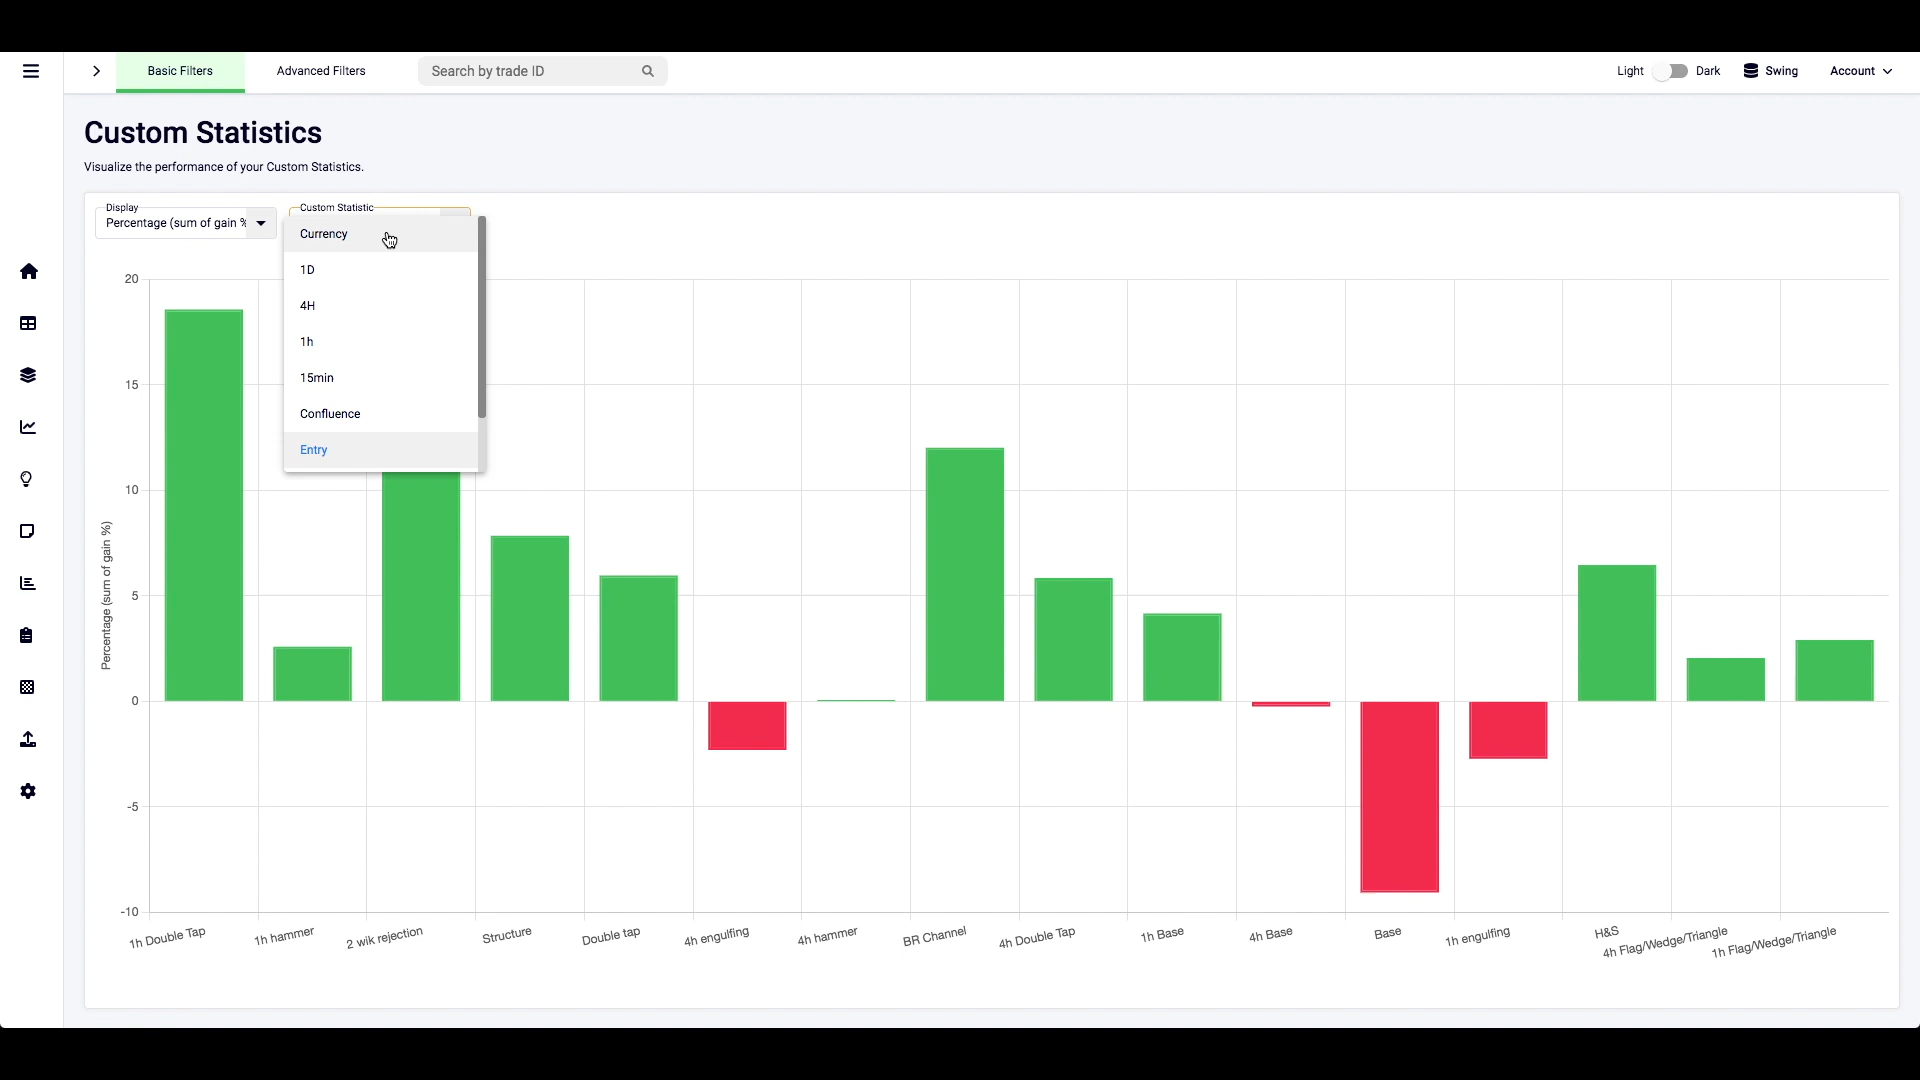 Basic Filters
Advanced Filters
Search by trade ID
Light
Dark
Swing
Account
Custom Statistics
Visualize the performance of your Custom Statistics.
Display
Percentage (sum of gain %
Custom Statistic
Currency
1D
4H
1h
15min
Confluence
Entry
Percentage (sum of gain %)
20
15
10
5
0
-5
-10
1h Double Tap
1h hammer
2 wik rejection
Structure
Double tap
4h engulfing
4h hammer
BR Channel
4h Double Tap
1h Base
4h Base
Base
1h engulfing
H&S
4h Flag/Wedge/Triangle
1h Flag/Wedge/Triangle